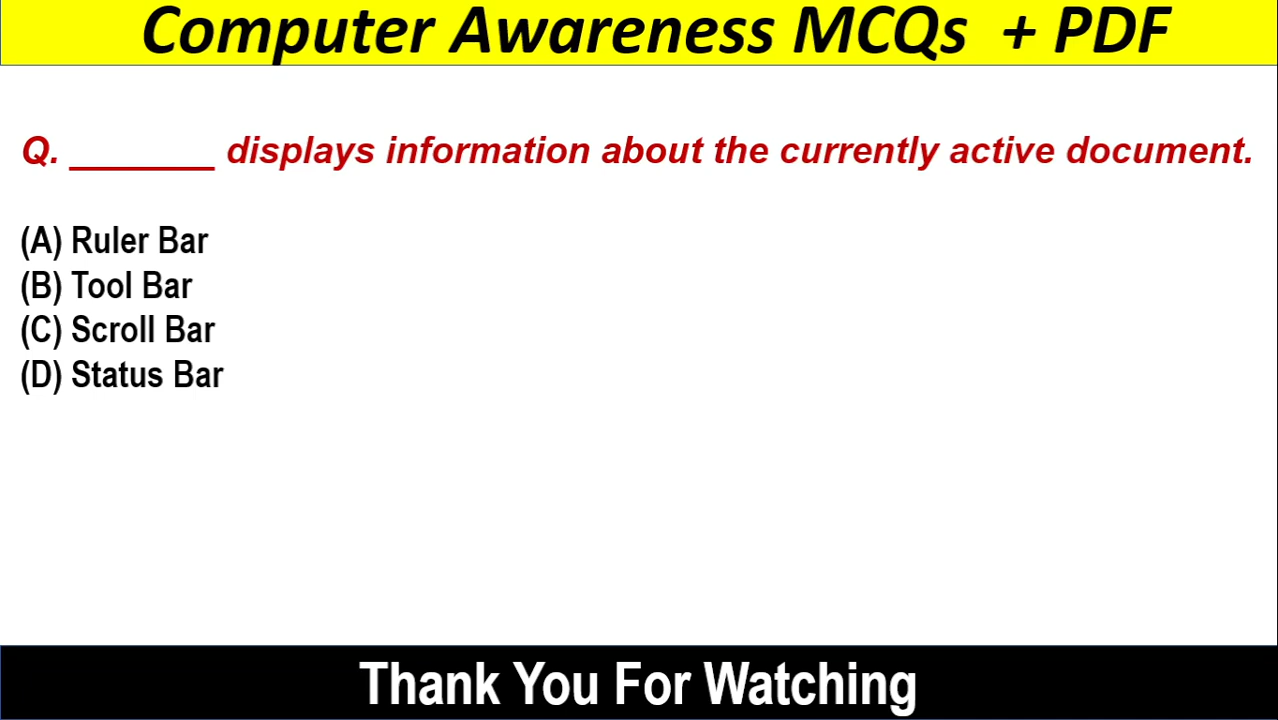 Computer Awareness MCQs + PDF
Q. _______ displays information about the currently active document.
(A) Ruler Bar
(B) Tool Bar
(C) Scroll Bar
(D) Status Bar
Thank You For Watching